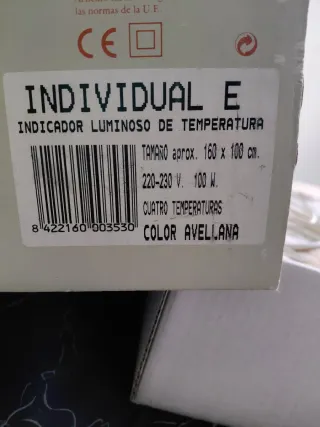 las normas de la U.E.
CE
INDIVIDUAL E
INDICADOR LUMINOSO DE TEMPERATURA
TAMAÑO aprox. 160 x 100 cm.
220-230 V. 100 W.
CUATRO TEMPERATURAS
COLOR AVELLANA
8 422160 003530